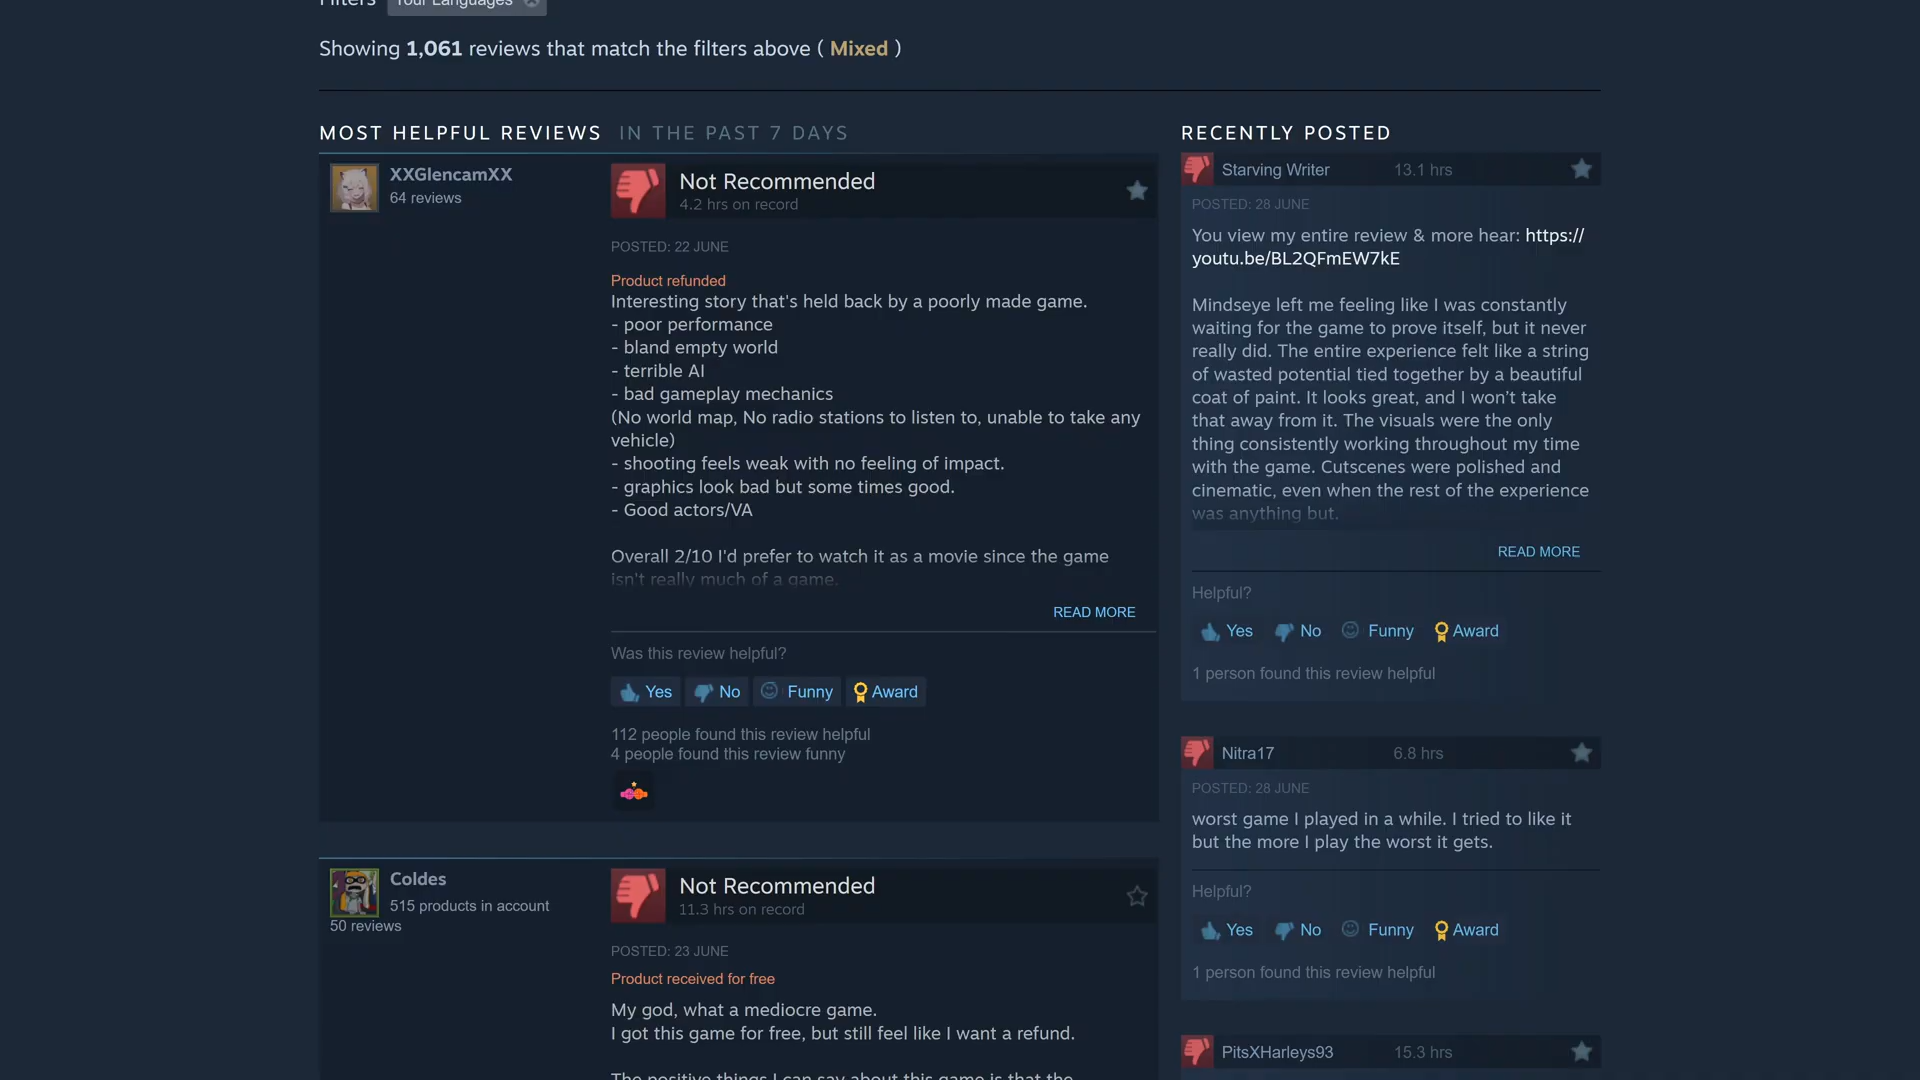 Filters Your Languages
Showing 1,061 reviews that match the filters above ( Mixed )
MOST HELPFUL REVIEWS IN THE PAST 7 DAYS
XXGlencamXX
64 reviews
Not Recommended
4.2 hrs on record
POSTED: 22 JUNE
Product refunded
Interesting story that's held back by a poorly made game.
- poor performance
- bland empty world
- terrible AI
- bad gameplay mechanics
(No world map, No radio stations to listen to, unable to take any
vehicle)
- shooting feels weak with no feeling of impact.
- graphics look bad but some times good.
- Good actors/VA
Overall 2/10 I'd prefer to watch it as a movie since the game
isn't really much of a game.
READ MORE
Was this review helpful?
Yes No Funny Award
112 people found this review helpful
4 people found this review funny
Coldes
515 products in account
50 reviews
Not Recommended
11.3 hrs on record
POSTED: 23 JUNE
Product received for free
My god, what a mediocre game.
I got this game for free, but still feel like I want a refund.
The positive things I can say about this game is that the
RECENTLY POSTED
Starving Writer 13.1 hrs
POSTED: 28 JUNE
You view my entire review & more hear: https://
youtu.be/BL2QFmEW7kE
Mindseye left me feeling like I was constantly
waiting for the game to prove itself, but it never
really did. The entire experience felt like a string
of wasted potential tied together by a beautiful
coat of paint. It looks great, and I won't take
that away from it. The visuals were the only
thing consistently working throughout my time
with the game. Cutscenes were polished and
cinematic, even when the rest of the experience
was anything but.
READ MORE
Helpful?
Yes No Funny Award
1 person found this review helpful
Nitra17 6.8 hrs
POSTED: 28 JUNE
worst game I played in a while. I tried to like it
but the more I play the worst it gets.
Helpful?
Yes No Funny Award
1 person found this review helpful
PitsXHarleys93 15.3 hrs